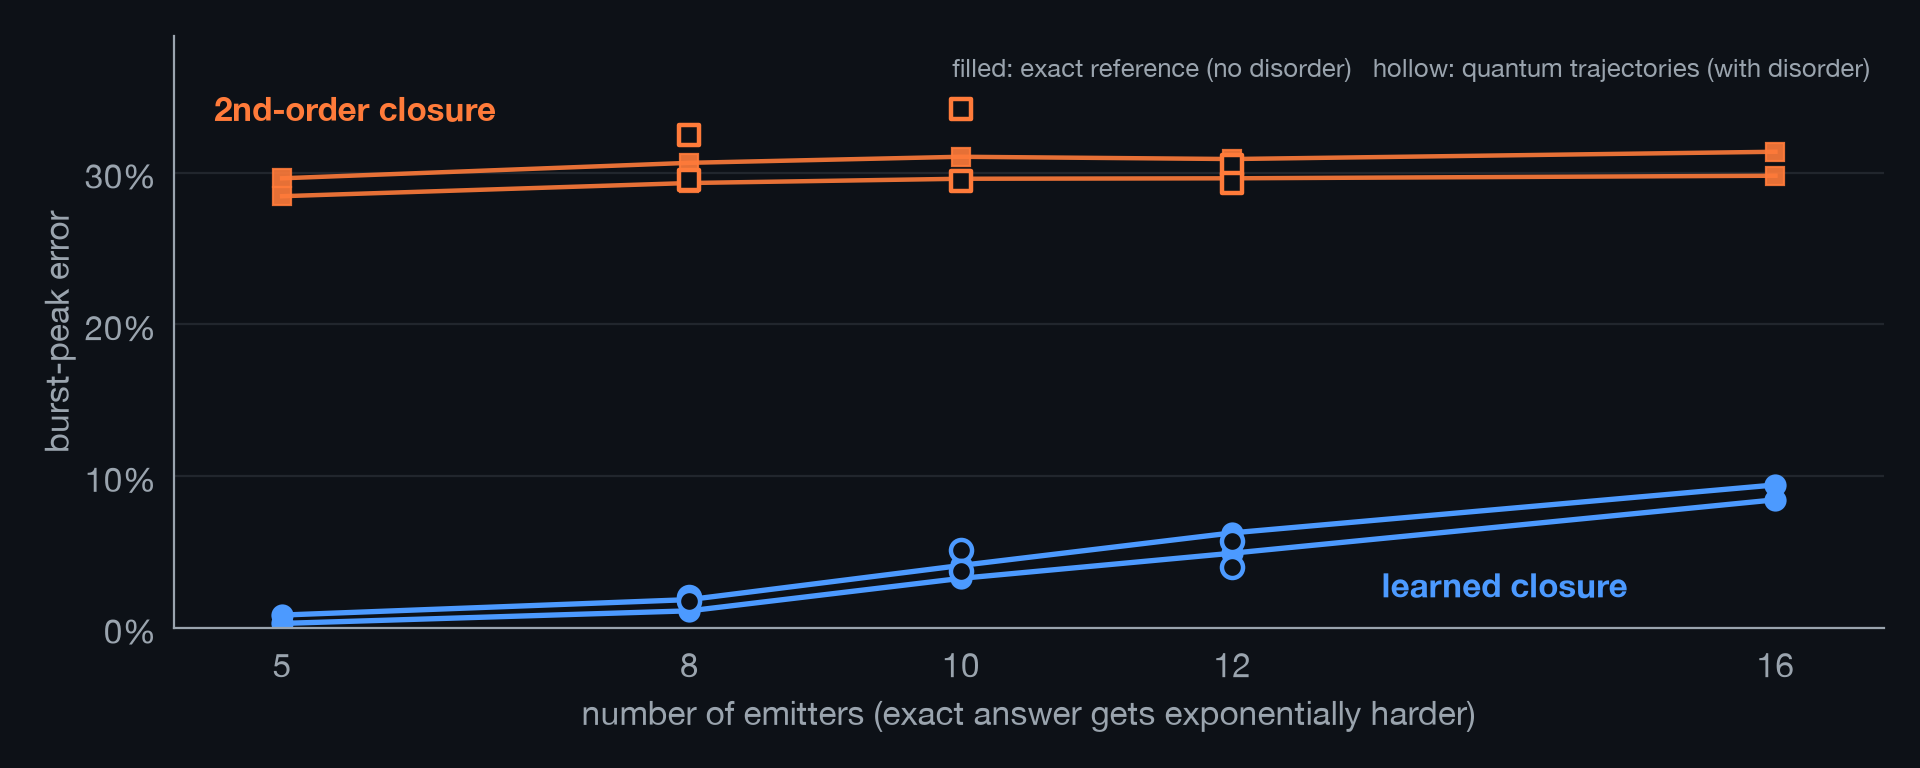 filled: exact reference (no disorder)   hollow: quantum trajectories (with disorder)
2nd-order closure
30%
20%
10%
0%
burst-peak error
learned closure
5 8 10 12 16
number of emitters (exact answer gets exponentially harder)